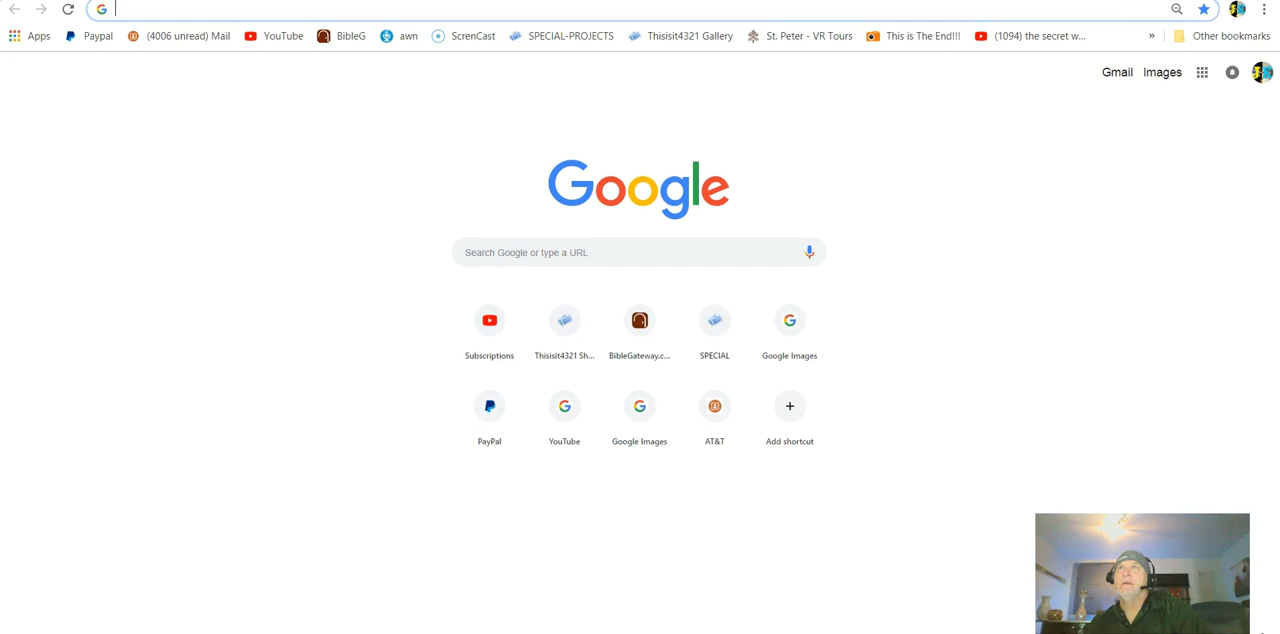 Apps Paypal (4006 unread) Mail YouTube BibleG awn ScrenCast SPECIAL-PROJECTS Thisisit4321 Gallery St. Peter - VR Tours This is The End!!! (1094) the secret w... » Other bookmarks
Gmail Images
Google
Search Google or type a URL
Subscriptions Thisisit4321 Sh... BibleGateway.c... SPECIAL Google Images
PayPal YouTube Google Images AT&T Add shortcut